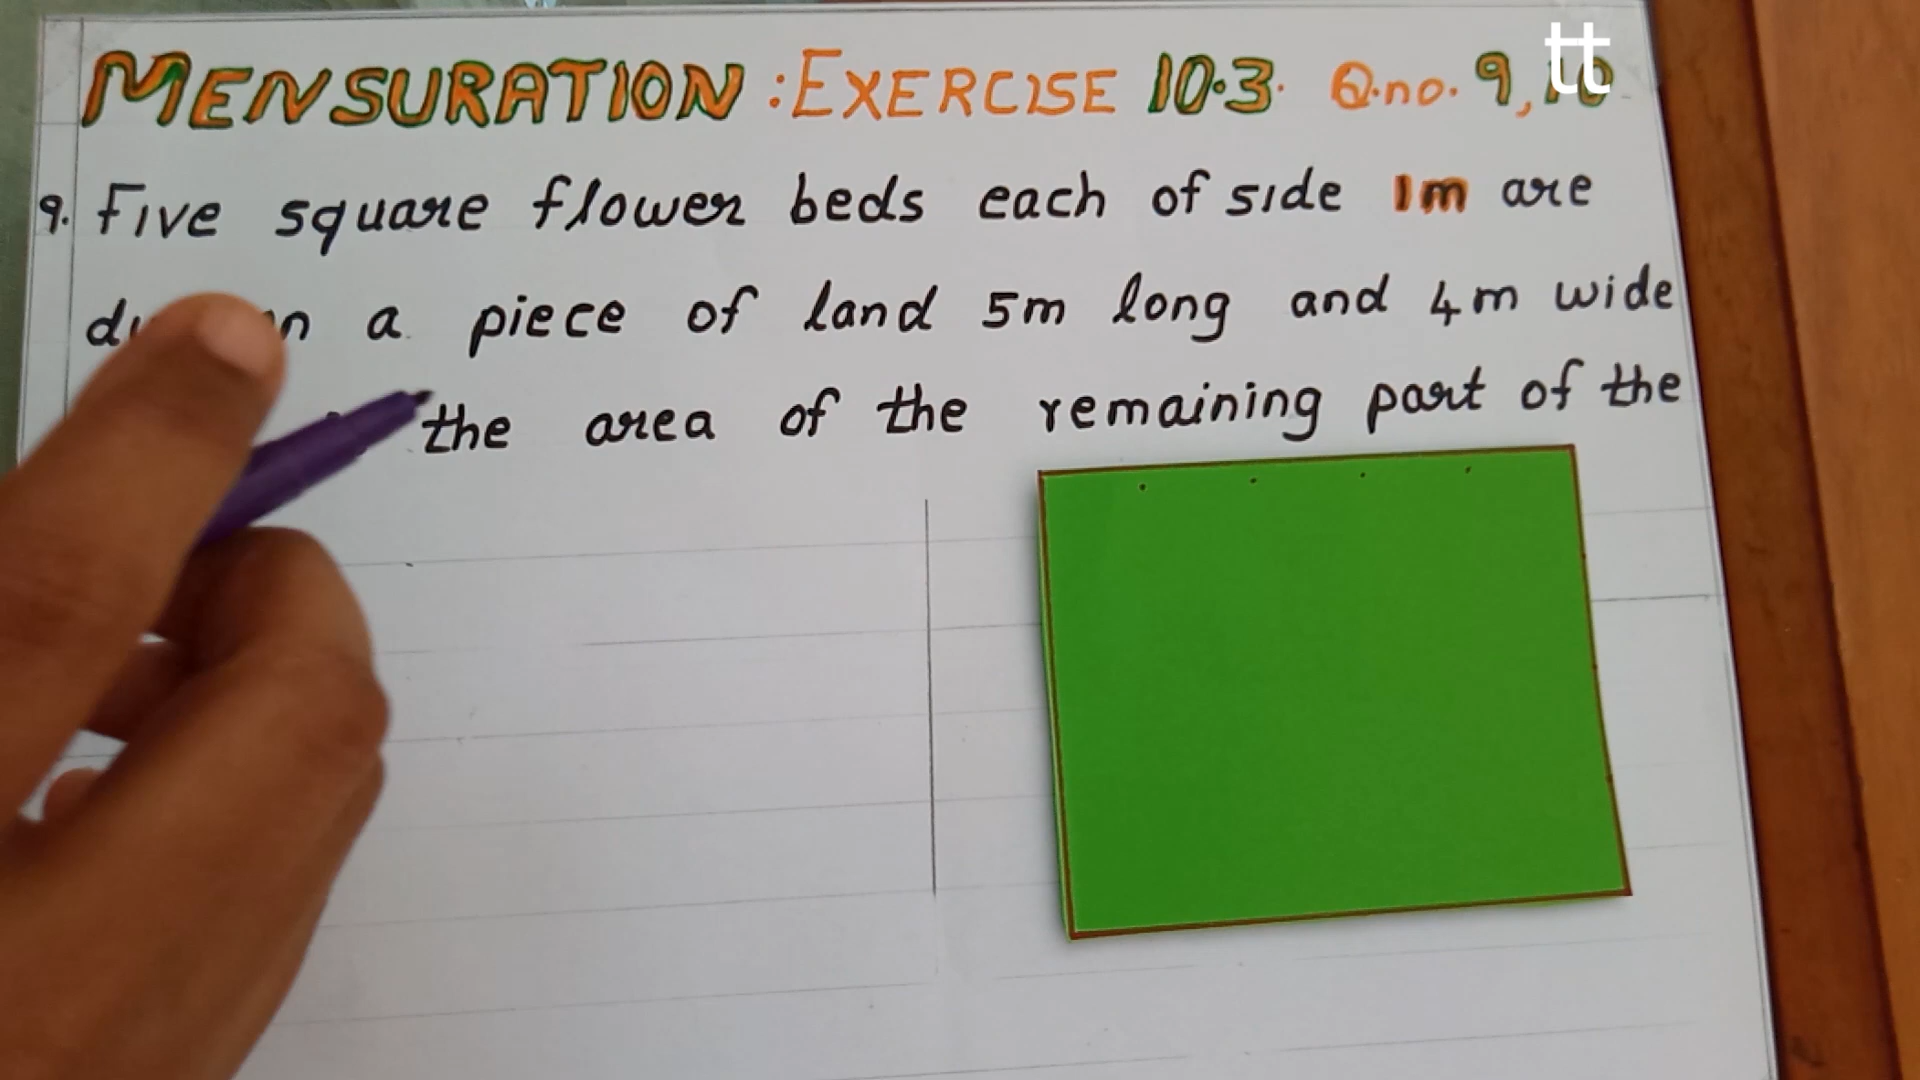 MENSURATION : EXERCISE 10.3. Q.no. 9, 10
tt
9. Five square flower beds each of side 1m are
a piece of land 5m long and 4m wide
the area of the remaining part of the